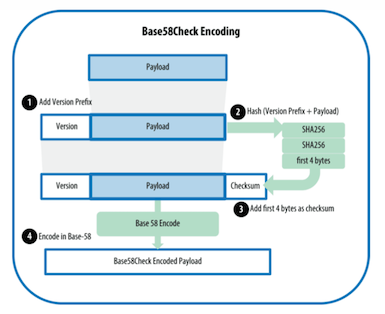 Base58Check Encoding
Payload
1 Add Version Prefix
2 Hash (Version Prefix + Payload)
Version
Payload
SHA256
SHA256
first 4 bytes
Version
Payload
Checksum
3 Add first 4 bytes as checksum
Base 58 Encode
4 Encode in Base-58
Base58Check Encoded Payload